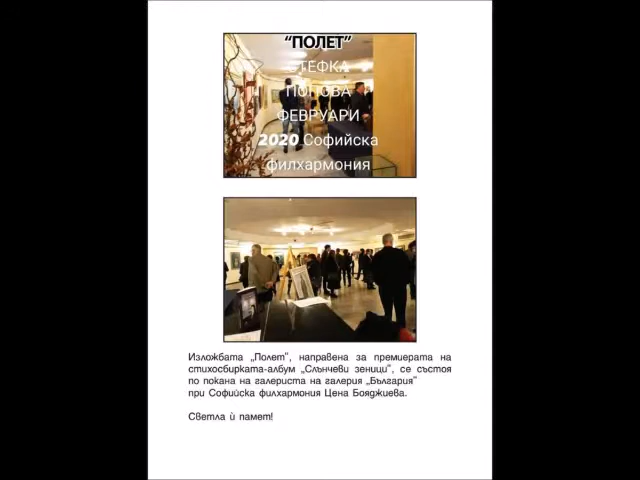 “ПОЛЕТ”
СТЕФКА
ПОПОВА
ФЕВРУАРИ
2020 Софийска
филхармония
Изложбата „Полет”, направена за премиерата на
стихосбирката-албум „Слънчеви зеници”, се състоя
по покана на галериста на галерия „България”
при Софийска филхармония Цена Бояджиева.
Светла ѝ памет!